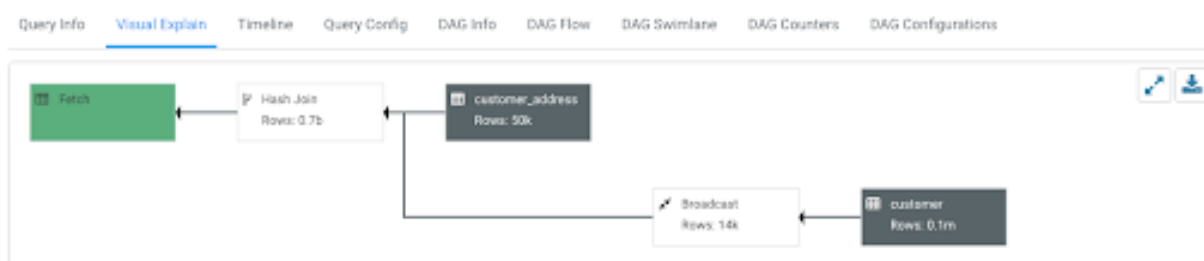 Query Info
Visual Explain
Timeline
Query Config
DAG Info
DAG Flow
DAG Swimlane
DAG Counters
DAG Configurations
Fetch
Hash Join
Rows: 0.7b
customer_address
Rows: 50k
Broadcast
Rows: 14k
customer
Rows: 0.1m